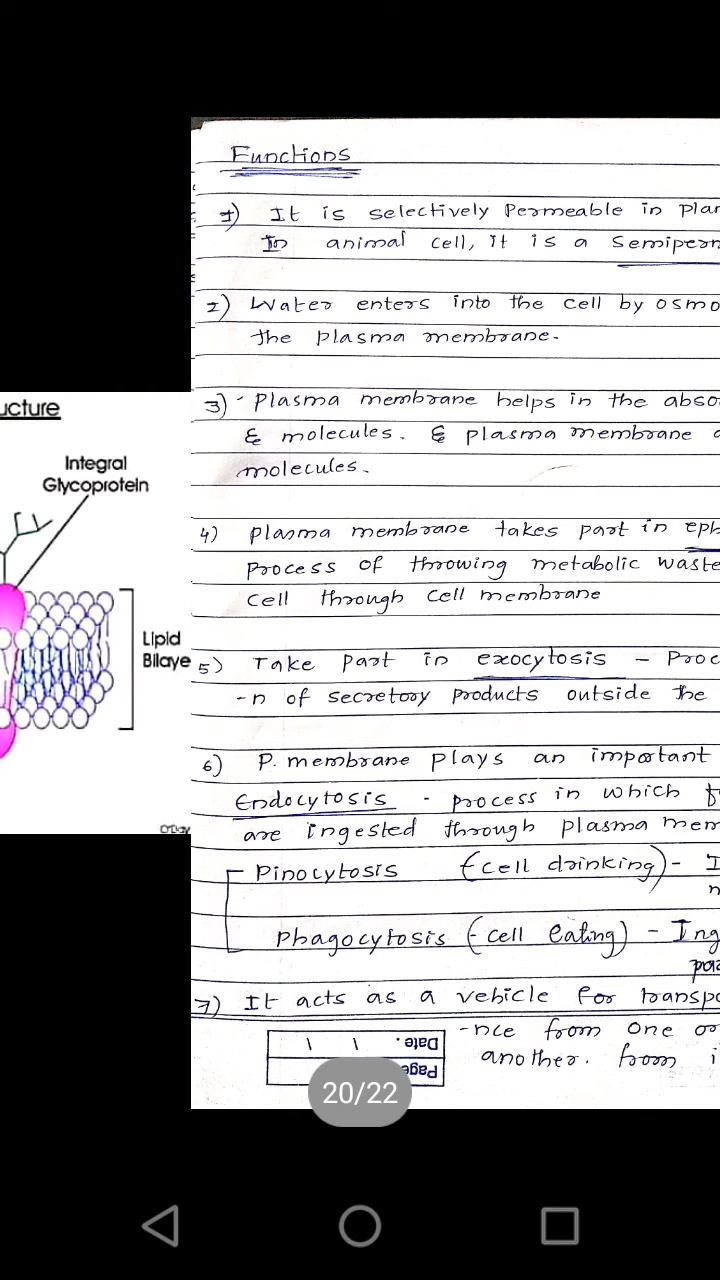 Functions
1) It is selectively Permeable in plan
In animal cell, it is a Semiperm
2) Water enters into the cell by osmo
the plasma membrane.
3) - Plasma membrane helps in the abso
& molecules. & plasma membrane a
molecules.
4) plasma membrane takes part in eph
process of throwing metabolic waste
cell through cell membrane
5) Take Part in exocytosis - Proc
-n of secretory products outside the
6) P. membrane plays an important
Endocytosis - process in which f
are ingested through plasma mem
Pinocytosis (cell drinking) - I
n
Phagocytosis (cell Eating) - Ing
7) It acts as a vehicle for transpo
-nce from one or
another. from i
Date.
Page
ucture
Integral
Glycoprotein
Lipid
Bilaye
20/22